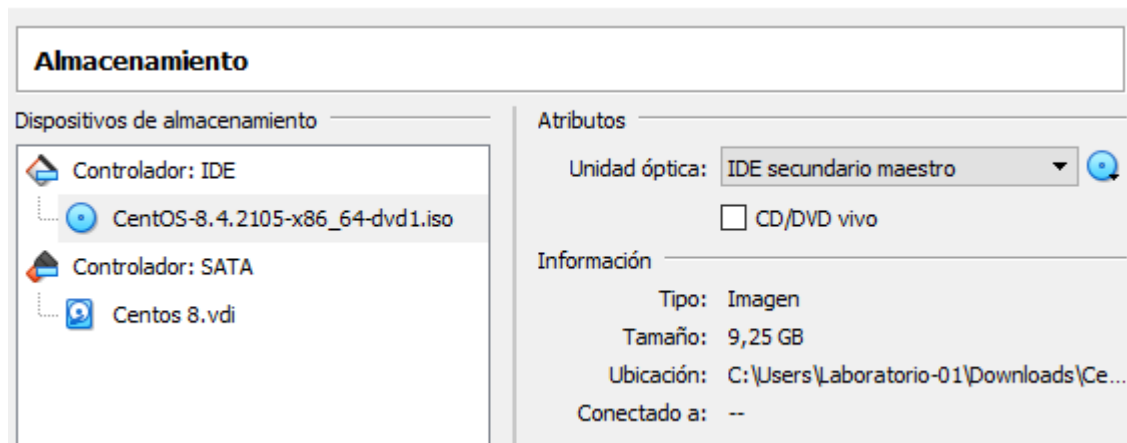 Almacenamiento
Dispositivos de almacenamiento
Controlador: IDE
CentOS-8.4.2105-x86_64-dvd1.iso
Controlador: SATA
Centos 8.vdi
Atributos
Unidad óptica: IDE secundario maestro
CD/DVD vivo
Información
Tipo: Imagen
Tamaño: 9,25 GB
Ubicación: C:\Users\Laboratorio-01\Downloads\Ce...
Conectado a: --